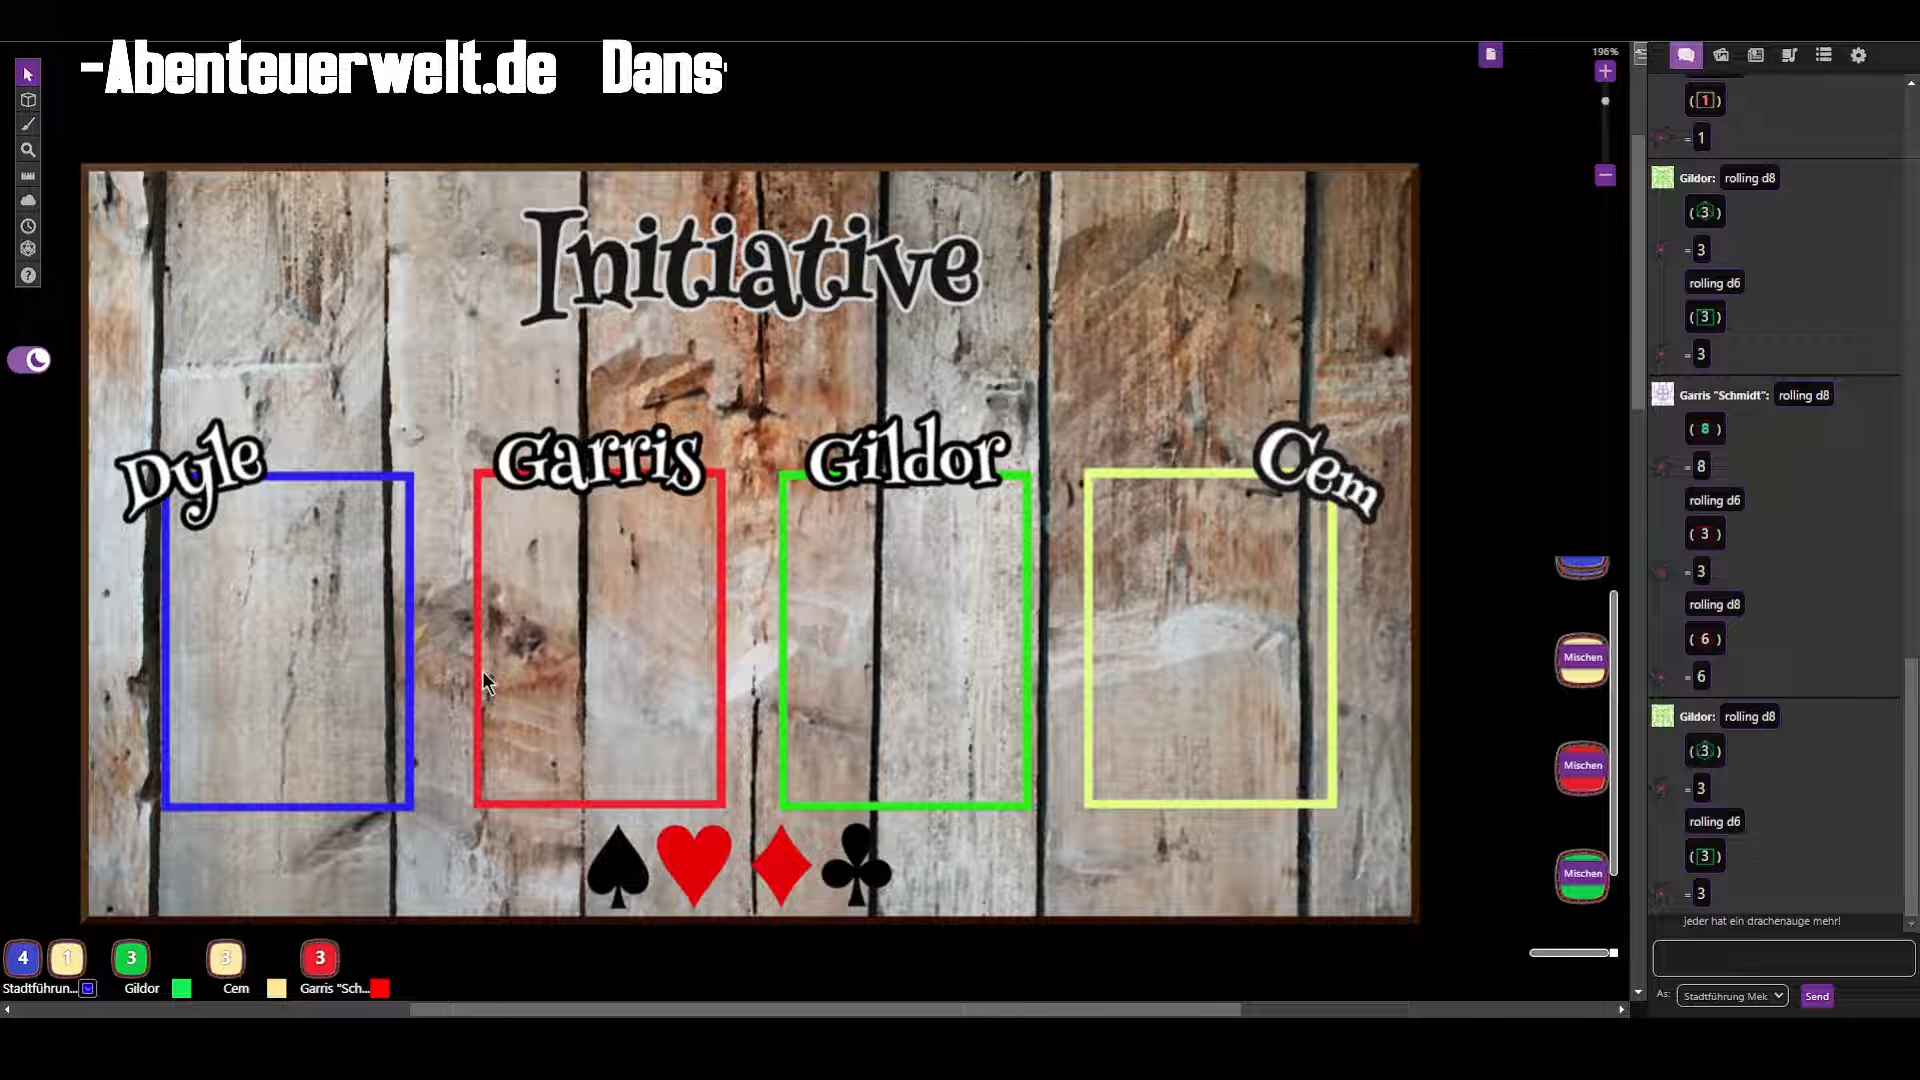 -Abenteuerwelt.de Dans
196%
Initiative
Dyle
Garris
Gildor
Cem
Mischen
Mischen
Mischen
4
1
3
3
3
Stadtführun...
Gildor
Cem
Garris "Sch...
(1)
= 1
Gildor: rolling d8
(3)
= 3
rolling d6
(3)
= 3
Garris "Schmidt": rolling d8
(8)
= 8
rolling d6
(3)
= 3
rolling d8
(6)
= 6
Gildor: rolling d8
(3)
= 3
rolling d6
(3)
= 3
jeder hat ein drachenauge mehr!
As: Stadtführung Mek
Send